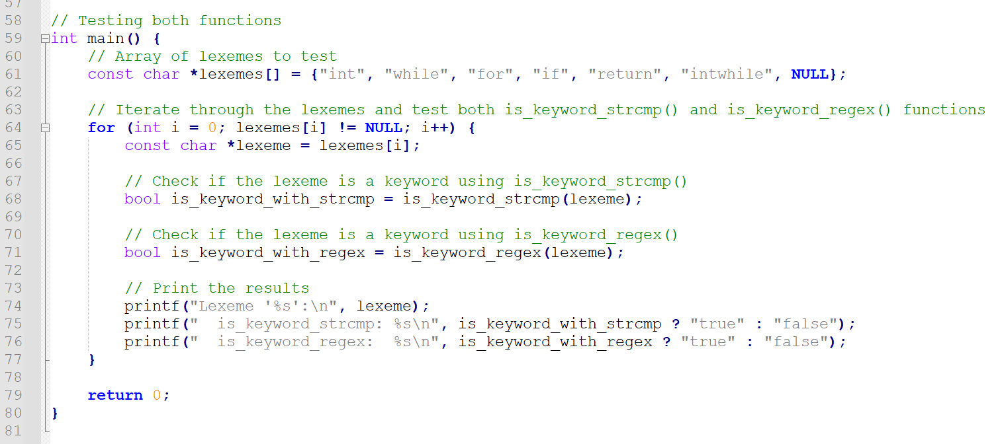 57
58 // Testing both functions
59 int main() {
60     // Array of lexemes to test
61     const char *lexemes[] = {"int", "while", "for", "if", "return", "intwhile", NULL};
62
63     // Iterate through the lexemes and test both is_keyword_strcmp() and is_keyword_regex() functions
64     for (int i = 0; lexemes[i] != NULL; i++) {
65         const char *lexeme = lexemes[i];
66
67         // Check if the lexeme is a keyword using is_keyword_strcmp()
68         bool is_keyword_with_strcmp = is_keyword_strcmp(lexeme);
69
70         // Check if the lexeme is a keyword using is_keyword_regex()
71         bool is_keyword_with_regex = is_keyword_regex(lexeme);
72
73         // Print the results
74         printf("Lexeme '%s':\n", lexeme);
75         printf("  is_keyword_strcmp: %s\n", is_keyword_with_strcmp ? "true" : "false");
76         printf("  is_keyword_regex:  %s\n", is_keyword_with_regex ? "true" : "false");
77     }
78
79     return 0;
80 }
81